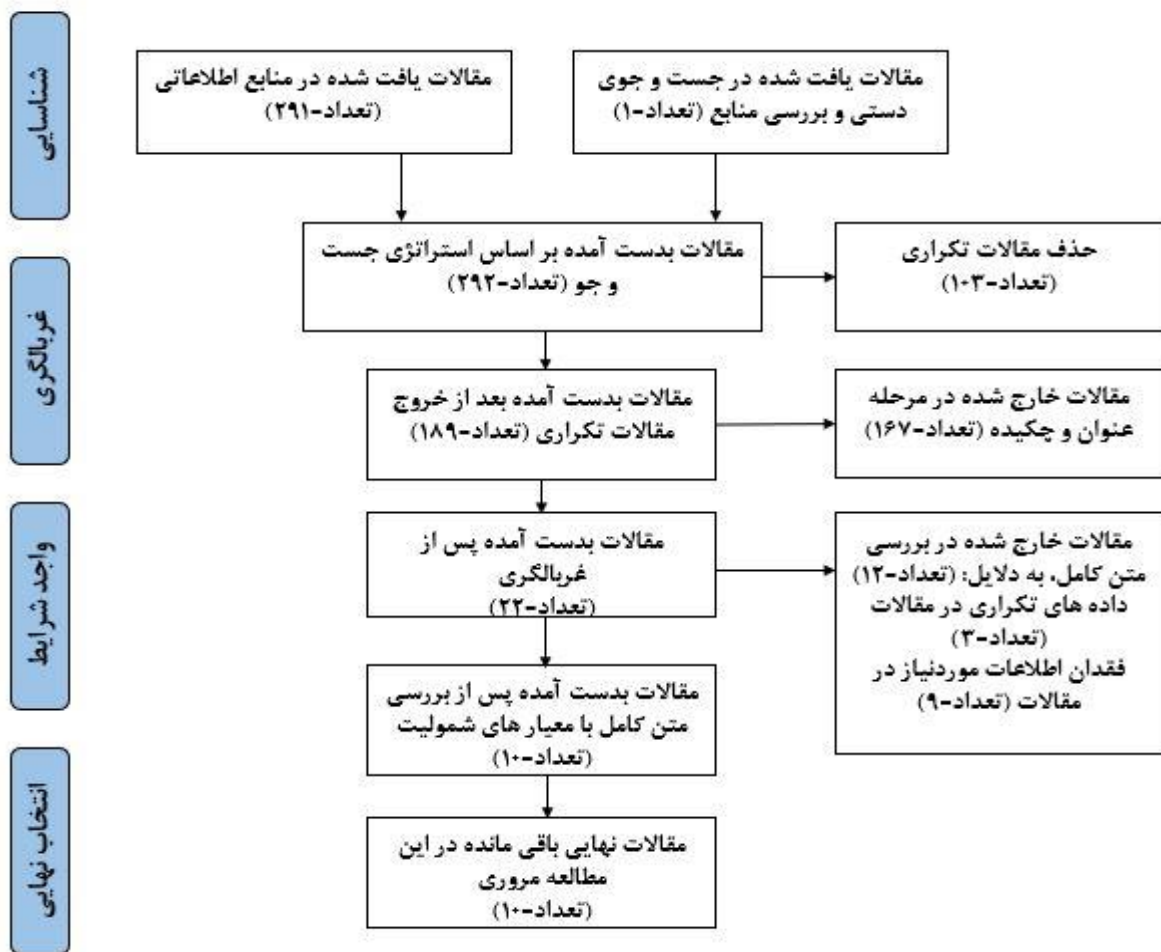 شناسایی
مقالات یافت شده در جست و جوی
دستی و بررسی منابع (تعداد-۱)
مقالات یافت شده در منابع اطلاعاتی
(تعداد-۲۹۱)
مقالات بدست آمده بر اساس استراتژی جست
و جو (تعداد-۲۹۲)
حذف مقالات تکراری
(تعداد-۱۰۳)
غربالگری
مقالات بدست آمده بعد از خروج
مقالات تکراری (تعداد-۱۸۹)
مقالات خارج شده در مرحله
عنوان و چکیده (تعداد-۱۶۷)
واجد شرایط
مقالات بدست آمده پس از
غربالگری
(تعداد-۲۲)
مقالات خارج شده در بررسی
متن کامل، به دلایل: (تعداد-۱۲)
داده های تکراری در مقالات
(تعداد-۳)
فقدان اطلاعات موردنیاز در
مقالات (تعداد-۹)
مقالات بدست آمده پس از بررسی
متن کامل با معیار های شمولیت
(تعداد-۱۰)
انتخاب نهایی
مقالات نهایی باقی مانده در این
مطالعه مروری
(تعداد-۱۰)